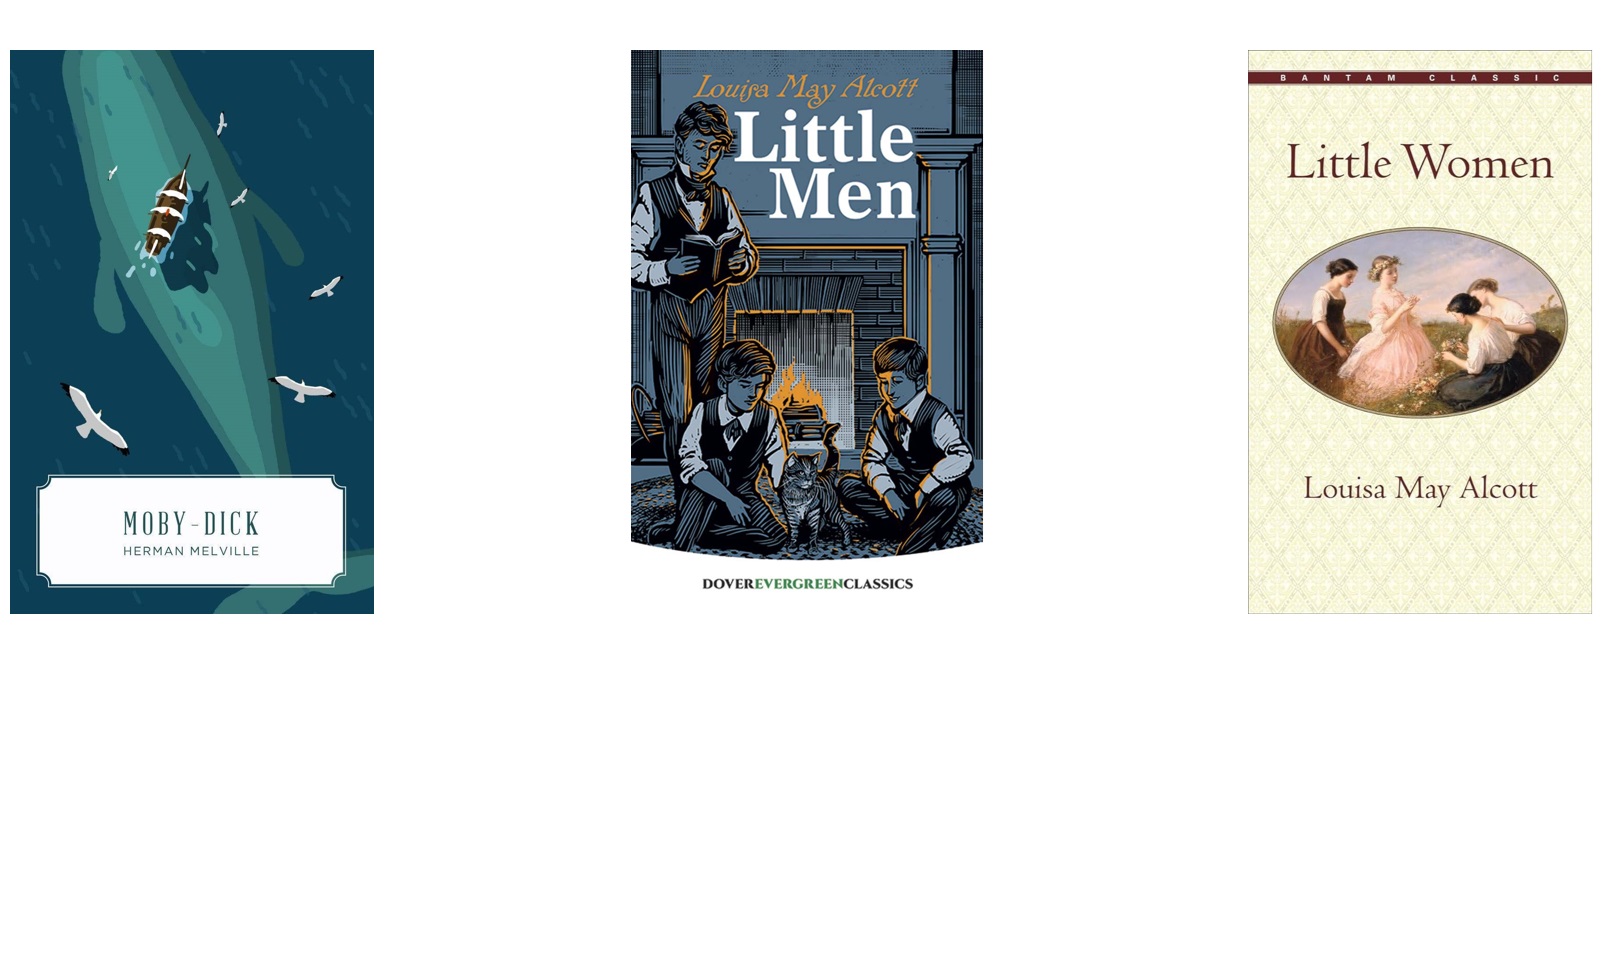 MOBY-DICK
HERMAN MELVILLE
Louisa May Alcott
Little
Men
DOVEREVERGREENCLASSICS
BANTAM CLASSIC
Little Women
Louisa May Alcott